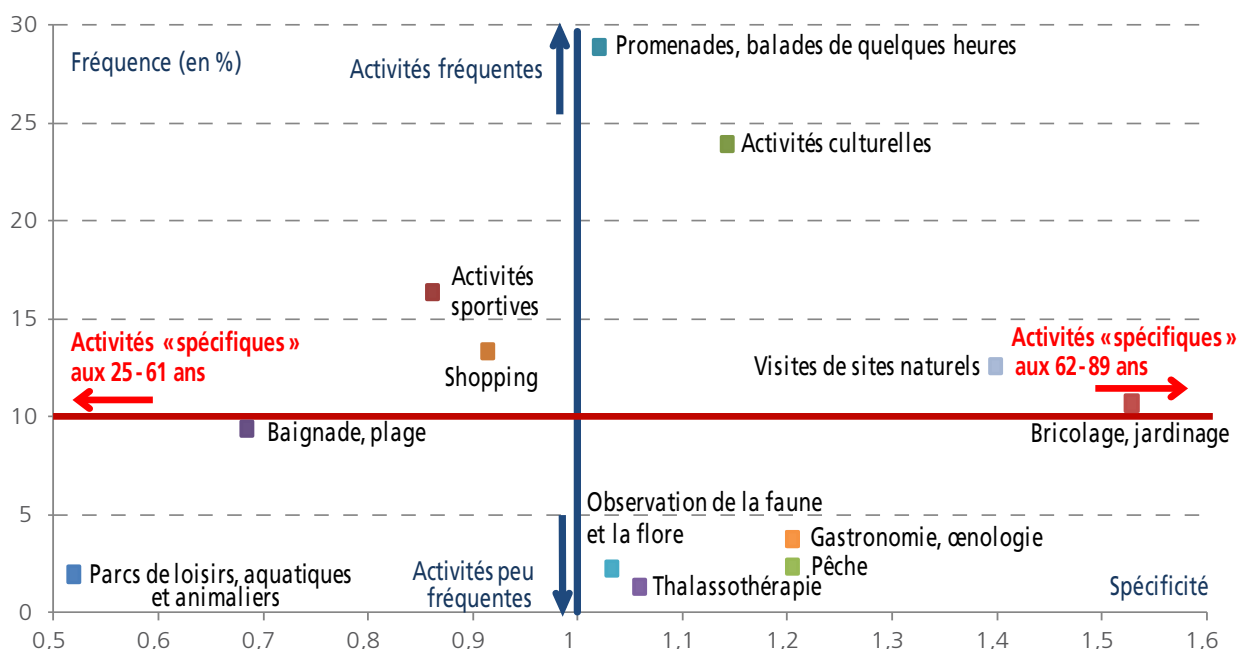 30
Fréquence (en %)
Activités fréquentes
Promenades, balades de quelques heures
25
Activités culturelles
20
Activités
sportives
15
Activités «spécifiques»
aux 25-61 ans
Shopping
Visites de sites naturels
Activités «spécifiques»
aux 62-89 ans
10
Baignade, plage
Bricolage, jardinage
5
Observation de la faune
et la flore
Gastronomie, œnologie
Pêche
Thalassothérapie
Parcs de loisirs, aquatiques
et animaliers
Activités peu
fréquentes
Spécificité
0
0,5 0,6 0,7 0,8 0,9 1 1,1 1,2 1,3 1,4 1,5 1,6